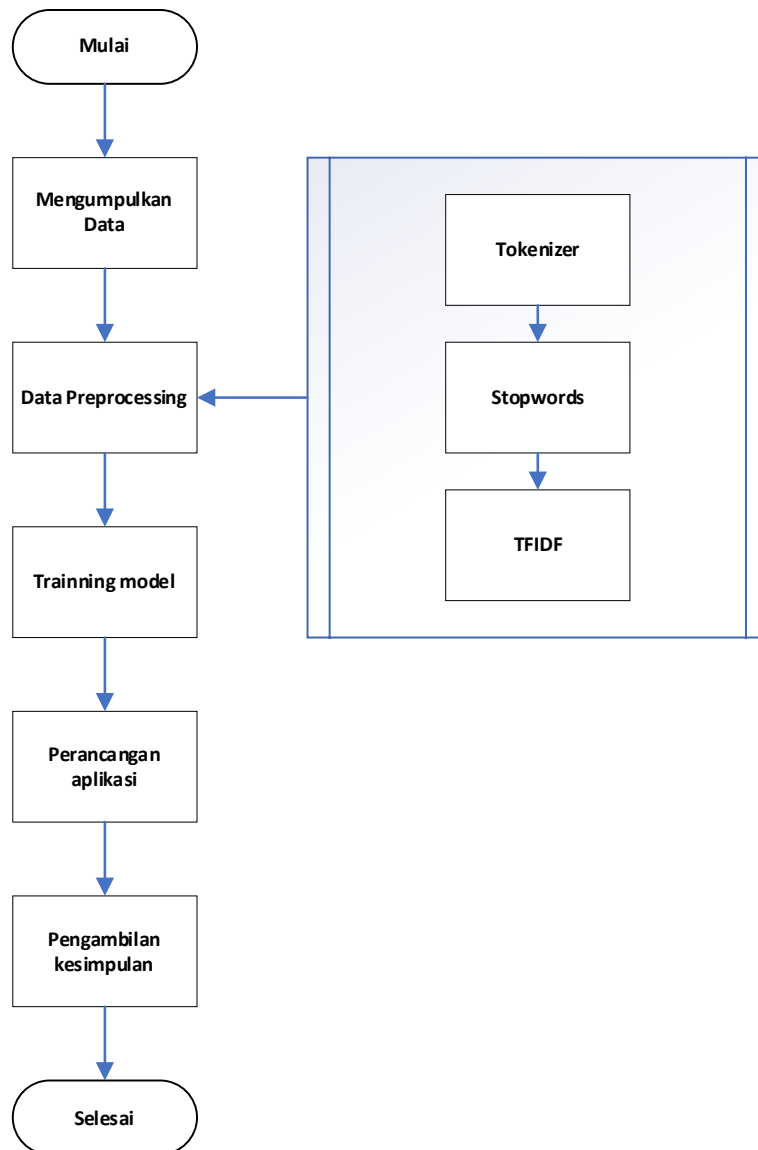 Mulai
Mengumpulkan
Data
Data Preprocessing
Trainning model
Perancangan
aplikasi
Pengambilan
kesimpulan
Selesai
Tokenizer
Stopwords
TFIDF